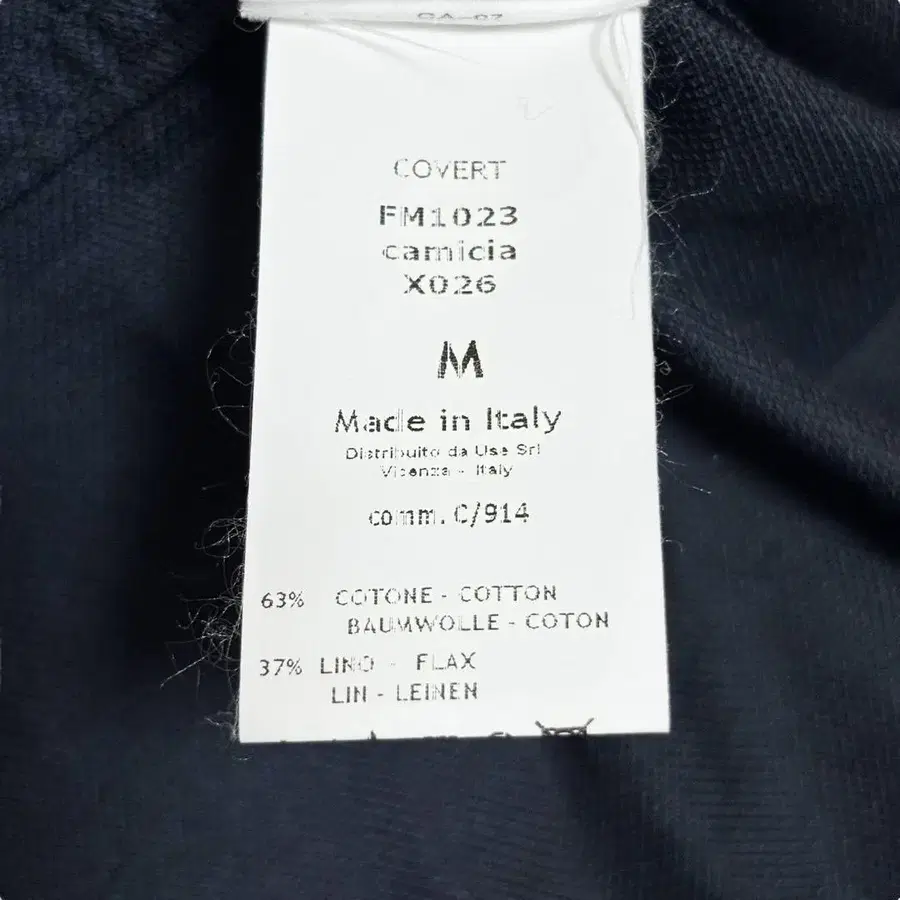 COVERT
FM1023
camicia
X026
M
Made in Italy
Distribuito da Use Srl
Vicenza - Italy
comm. C/914
63% COTONE - COTTON
BAUMWOLLE - COTON
37% LINO - FLAX
LIN - LEINEN